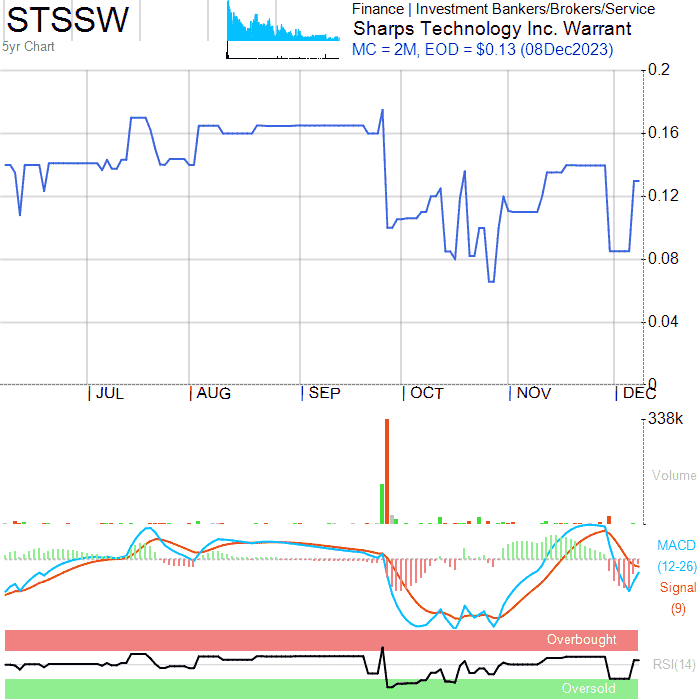 STSSW
5yr Chart
Finance | Investment Bankers/Brokers/Service
Sharps Technology Inc. Warrant
MC = 2M, EOD = $0.13 (08Dec2023)
0.2
0.16
0.12
0.08
0.04
0
JUL AUG SEP OCT NOV DEC
338k
Volume
MACD
(12-26)
Signal
(9)
Overbought
RSI(14)
Oversold